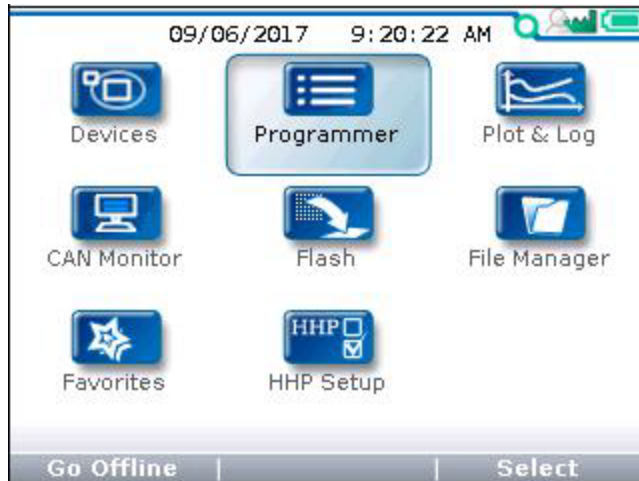 09/06/2017 9:20:22 AM
Devices
Programmer
Plot & Log
CAN Monitor
Flash
File Manager
Favorites
HHP
HHP Setup
Go Offline
Select